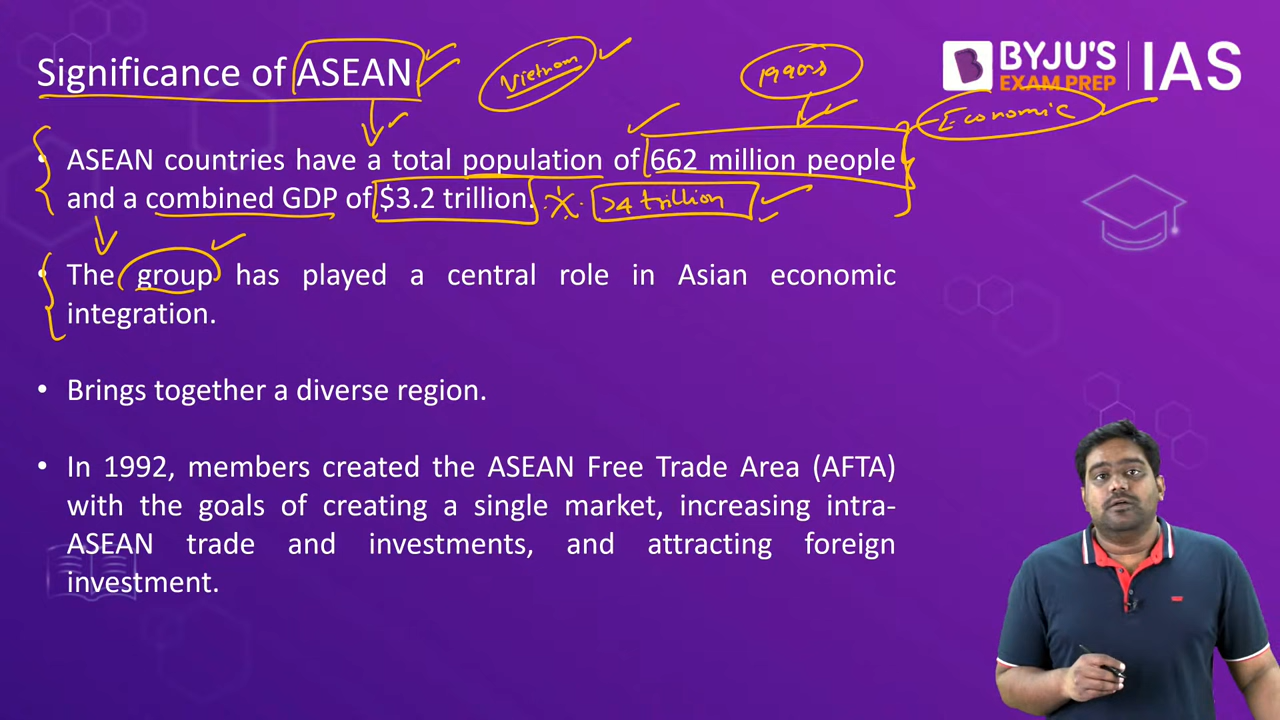 Significance of ASEAN
Vietnam
1990s
BYJU'S
EXAM PREP
IAS
Economic
ASEAN countries have a total population of 662 million people
and a combined GDP of $3.2 trillion. X. >4 trillion
• The group has played a central role in Asian economic
integration.
• Brings together a diverse region.
• In 1992, members created the ASEAN Free Trade Area (AFTA)
with the goals of creating a single market, increasing intra-
ASEAN trade and investments, and attracting foreign
investment.